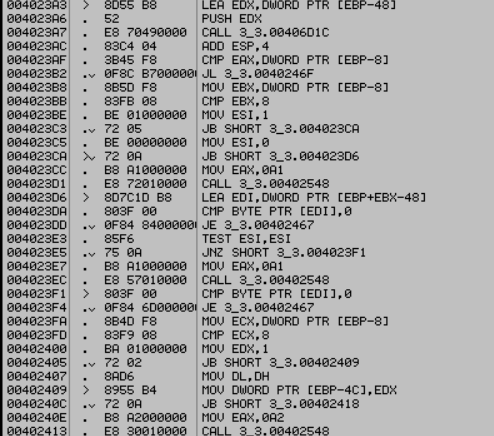 004023A3 > 8D55 B8 LEA EDX,DWORD PTR [EBP-48]
004023A6 . 52 PUSH EDX
004023A7 . E8 70490000 CALL 3_3.00406D1C
004023AC . 83C4 04 ADD ESP,4
004023AF . 3B45 F8 CMP EAX,DWORD PTR [EBP-8]
004023B2 .v 0F8C B7000000 JL 3_3.0040246F
004023B8 . 8B5D F8 MOV EBX,DWORD PTR [EBP-8]
004023BB . 83FB 08 CMP EBX,8
004023BE . BE 01000000 MOV ESI,1
004023C3 .v 72 05 JB SHORT 3_3.004023CA
004023C5 . BE 00000000 MOV ESI,0
004023CA >v 72 0A JB SHORT 3_3.004023D6
004023CC . B8 A1000000 MOV EAX,0A1
004023D1 . E8 72010000 CALL 3_3.00402548
004023D6 > 8D7C1D B8 LEA EDI,DWORD PTR [EBP+EBX-48]
004023DA . 803F 00 CMP BYTE PTR [EDI],0
004023DD .v 0F84 84000000 JE 3_3.00402467
004023E3 . 85F6 TEST ESI,ESI
004023E5 .v 75 0A JNZ SHORT 3_3.004023F1
004023E7 . B8 A1000000 MOV EAX,0A1
004023EC . E8 57010000 CALL 3_3.00402548
004023F1 > 803F 00 CMP BYTE PTR [EDI],0
004023F4 .v 0F84 6D000000 JE 3_3.00402467
004023FA . 8B4D F8 MOV ECX,DWORD PTR [EBP-8]
004023FD . 83F9 08 CMP ECX,8
00402400 . BA 01000000 MOV EDX,1
00402405 .v 72 02 JB SHORT 3_3.00402409
00402407 . 8AD6 MOV DL,DH
00402409 > 8955 B4 MOV DWORD PTR [EBP-4C],EDX
0040240C .v 72 0A JB SHORT 3_3.00402418
0040240E . B8 A2000000 MOV EAX,0A2
00402413 . E8 30010000 CALL 3_3.00402548